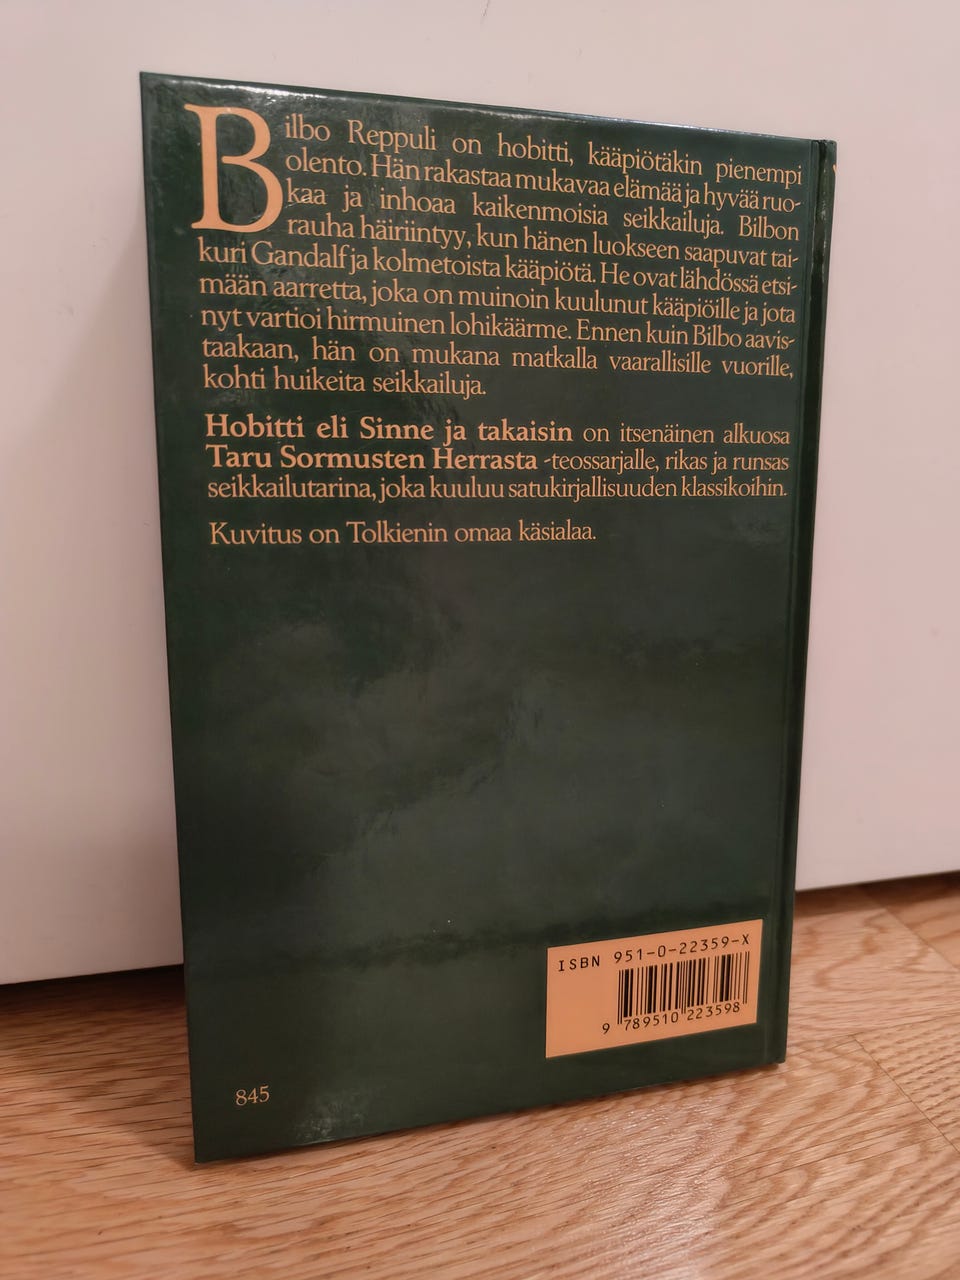 Bilbo Reppuli on hobitti, kääpiötäkin pienempi
olento. Hän rakastaa mukavaa elämää ja hyvää ruo-
kaa ja inhoaa kaikenmoisia seikkailuja. Bilbon
rauha häiriintyy, kun hänen luokseen saapuvat tai-
kuri Gandalf ja kolmetoista kääpiötä. He ovat lähdössä etsi-
mään aarretta, joka on muinoin kuulunut kääpiöille ja jota
nyt vartioi hirmuinen lohikäärme. Ennen kuin Bilbo aavis-
taakaan, hän on mukana matkalla vaarallisille vuorille,
kohti huikeita seikkailuja.
Hobitti eli Sinne ja takaisin on itsenäinen alkuosa
Taru Sormusten Herrasta -teossarjalle, rikas ja runsas
seikkailutarina, joka kuuluu satukirjallisuuden klassikoihin.
Kuvitus on Tolkienin omaa käsialaa.
ISBN 951-0-22359-X
9 789510 223598
845